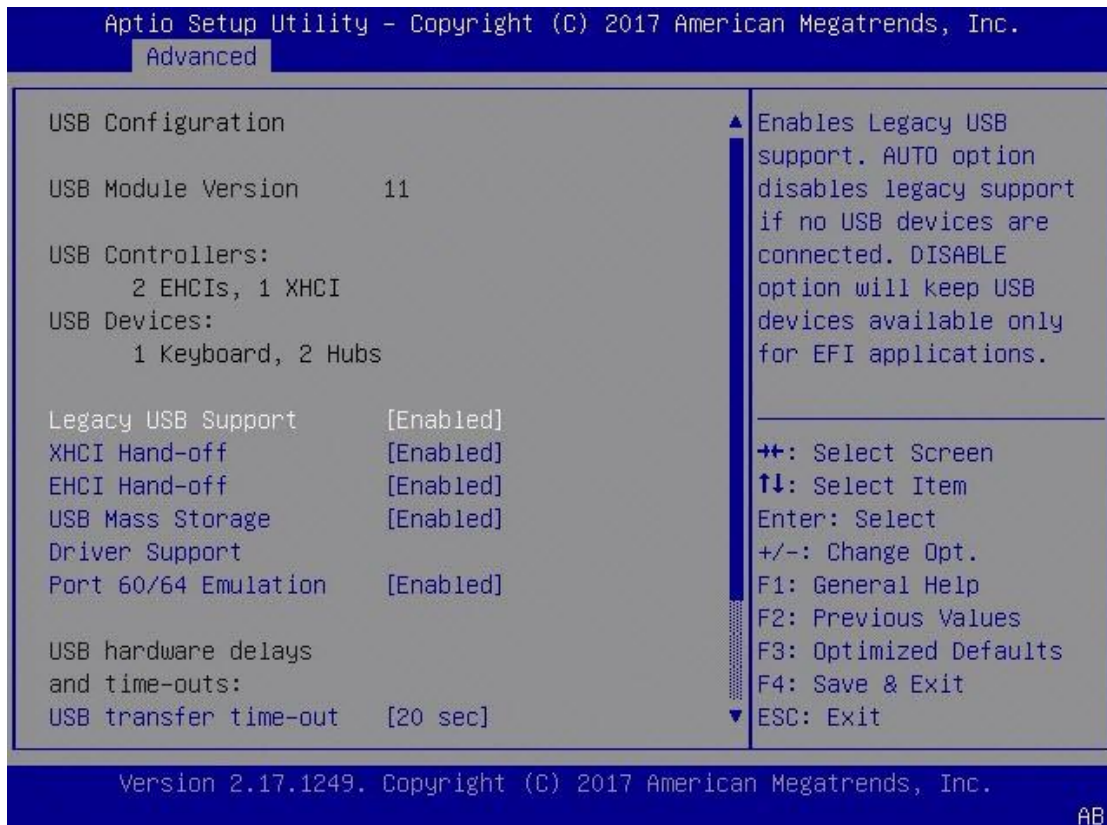 Aptio Setup Utility – Copyright (C) 2017 American Megatrends, Inc.
Advanced
USB Configuration
USB Module Version 11
USB Controllers:
2 EHCIs, 1 XHCI
USB Devices:
1 Keyboard, 2 Hubs
Legacy USB Support [Enabled]
XHCI Hand-off [Enabled]
EHCI Hand-off [Enabled]
USB Mass Storage [Enabled]
Driver Support
Port 60/64 Emulation [Enabled]
USB hardware delays
and time-outs:
USB transfer time-out [20 sec]
Enables Legacy USB
support. AUTO option
disables legacy support
if no USB devices are
connected. DISABLE
option will keep USB
devices available only
for EFI applications.
→←: Select Screen
↑↓: Select Item
Enter: Select
+/-: Change Opt.
F1: General Help
F2: Previous Values
F3: Optimized Defaults
F4: Save & Exit
ESC: Exit
Version 2.17.1249. Copyright (C) 2017 American Megatrends, Inc.
AB